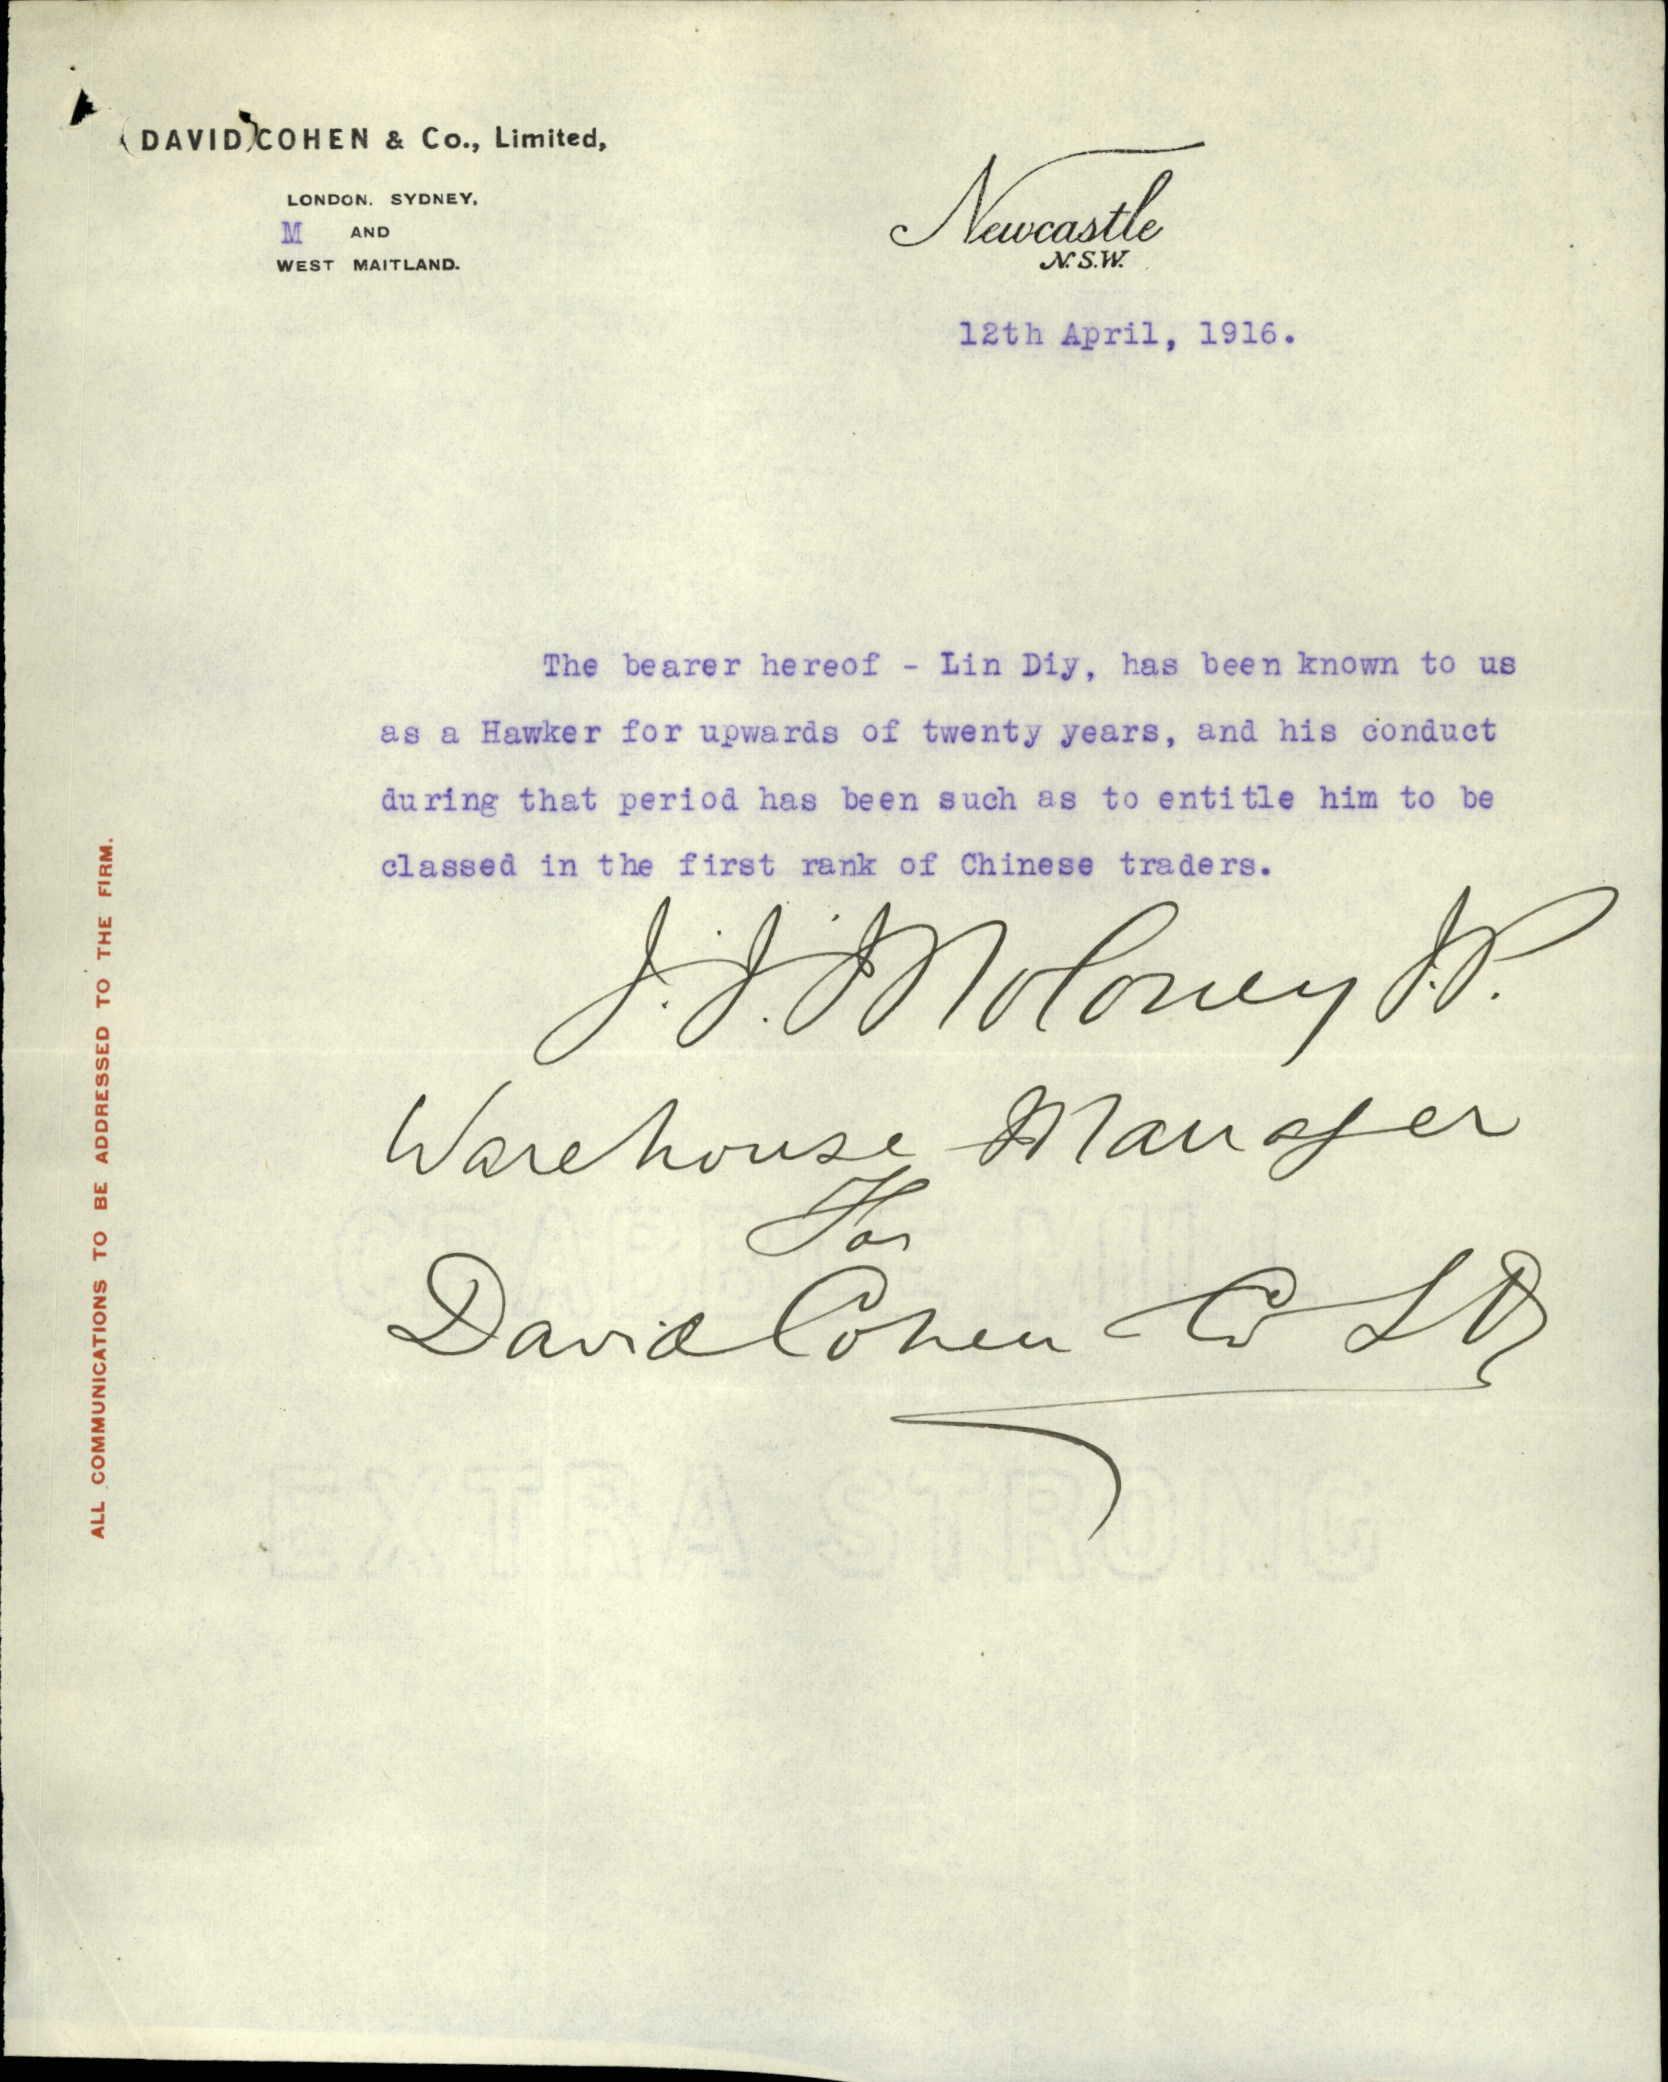 DAVID COHEN & Co., Limited,
LONDON. SYDNEY,
M AND
WEST MAITLAND.
Newcastle
N.S.W.
12th April, 1916.
The bearer hereof - Lin Diy, has been known to us
as a Hawker for upwards of twenty years, and his conduct
during that period has been such as to entitle him to be
classed in the first rank of Chinese traders.
J. J. Moloney J.P.
Warehouse Manager
For
David Cohen Co Ld
ALL COMMUNICATIONS TO BE ADDRESSED TO THE FIRM.
EXTRA STRONG